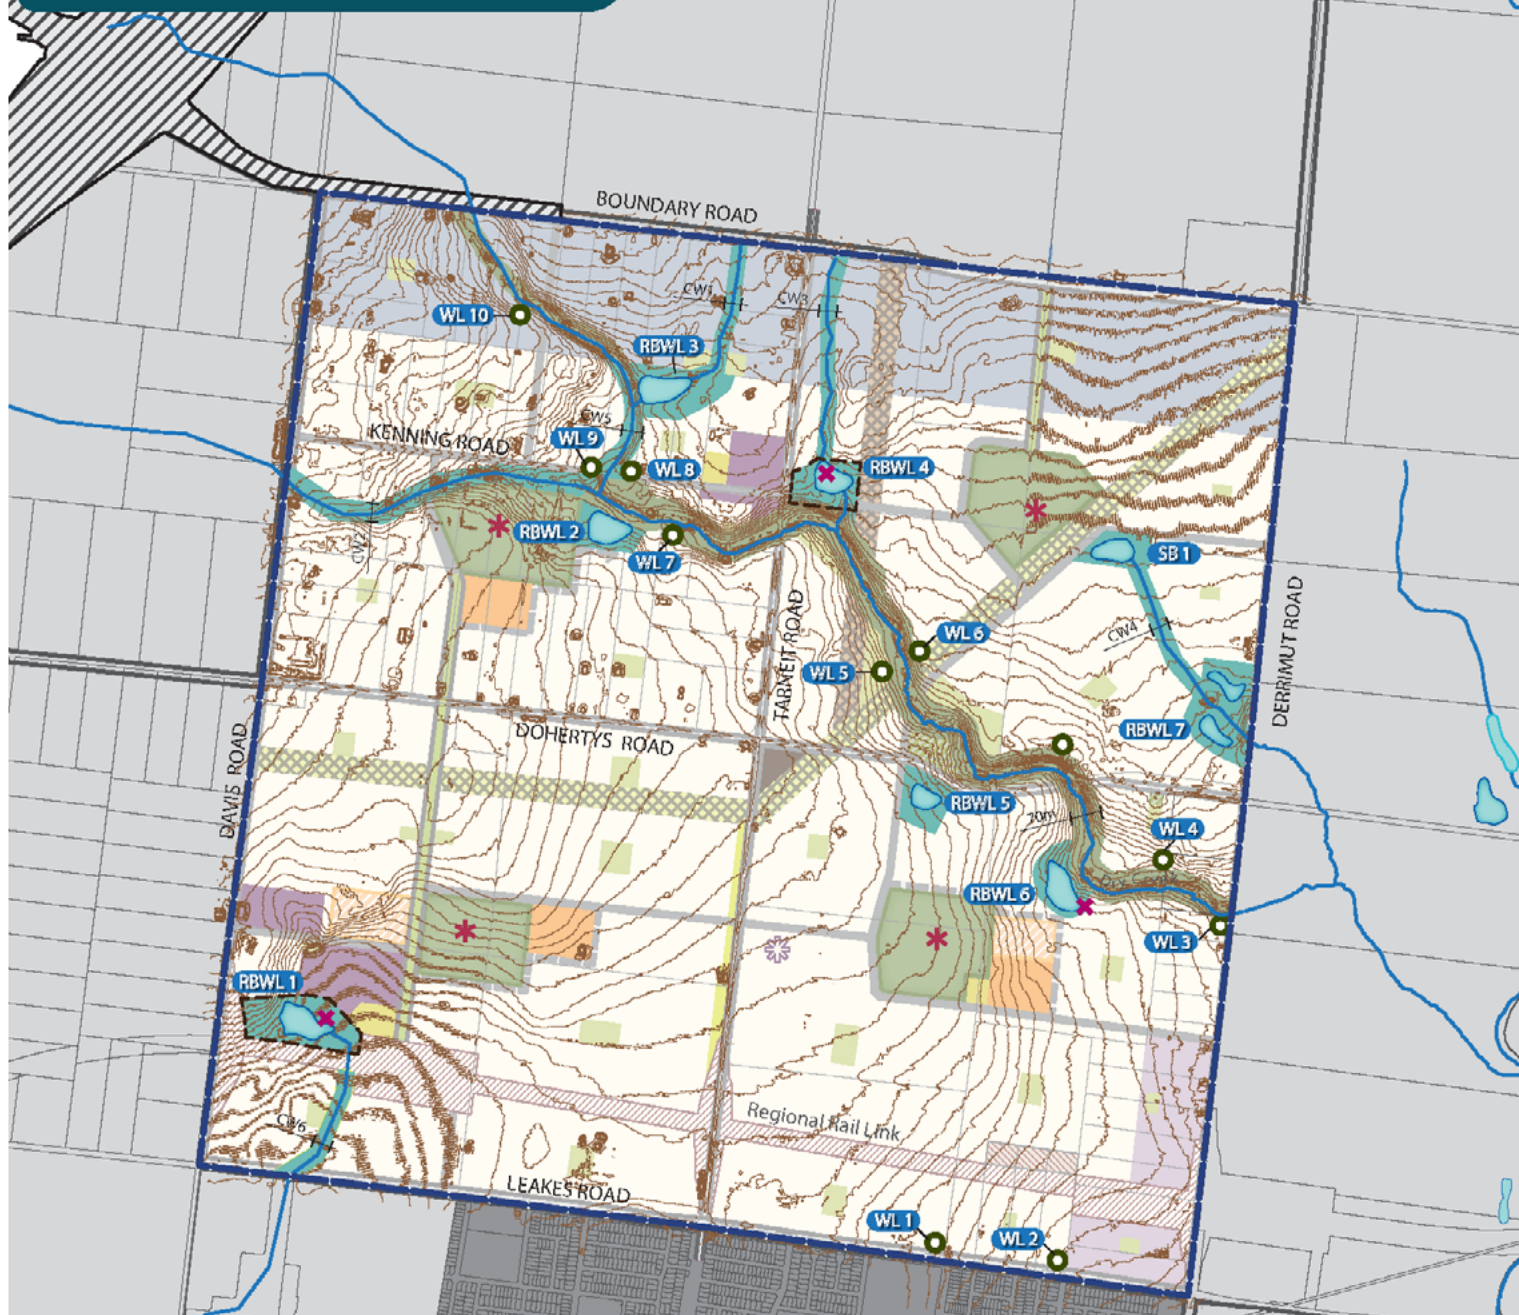 BOUNDARY ROAD
CW1
CW3
WL 10
RBWL 3
CW5
KENNING ROAD
WL 9
WL 8
RBWL 4
CW2
RBWL 2
WL 7
SB 1
CW4
WL 6
WL 5
TARNEIT ROAD
DERRIMUT ROAD
RBWL 7
DOHERTYS ROAD
DAVIS ROAD
RBWL 5
70m
WL 4
RBWL 6
WL 3
RBWL 1
CW6
Regional Rail Link
LEAKES ROAD
WL 1
WL 2